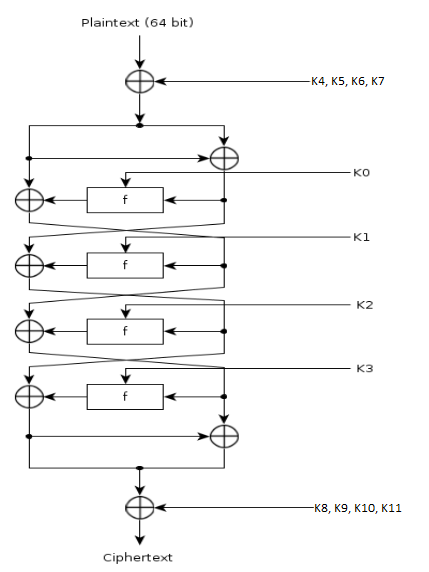 Plaintext (64 bit)
K4, K5, K6, K7
K0
f
K1
f
K2
f
K3
f
K8, K9, K10, K11
Ciphertext